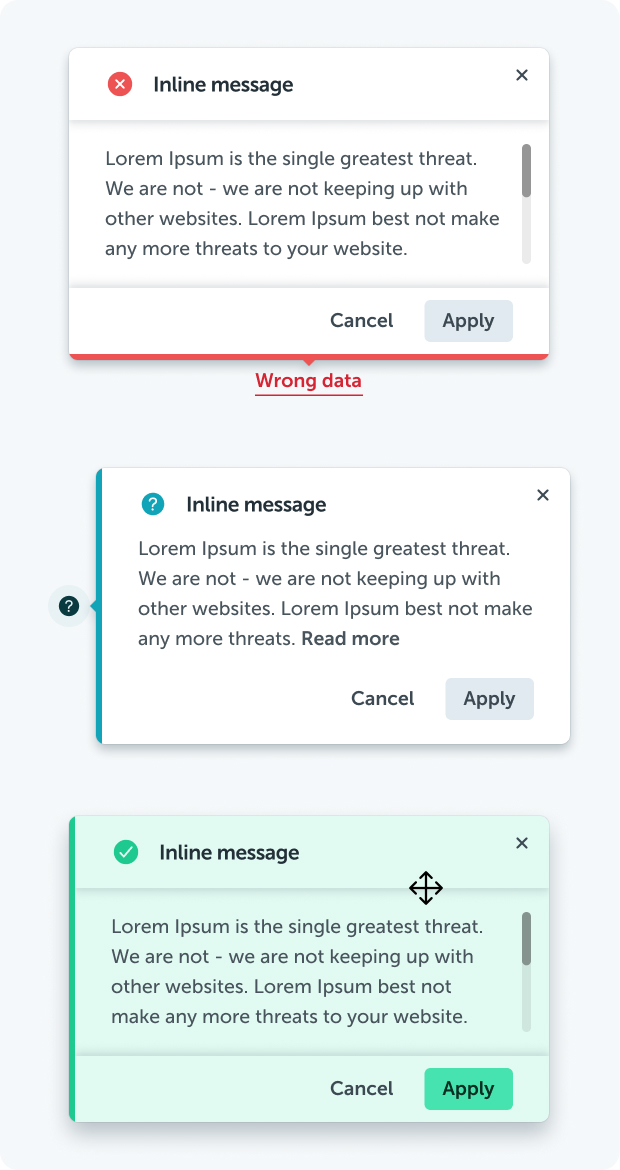 Inline message
Lorem Ipsum is the single greatest threat.
We are not - we are not keeping up with
other websites. Lorem Ipsum best not make
any more threats to your website.
Cancel Apply
Wrong data
? Inline message
Lorem Ipsum is the single greatest threat.
We are not - we are not keeping up with
? other websites. Lorem Ipsum best not make
any more threats. Read more
Cancel Apply
Inline message
Lorem Ipsum is the single greatest threat.
We are not - we are not keeping up with
other websites. Lorem Ipsum best not
make any more threats to your website.
Cancel Apply